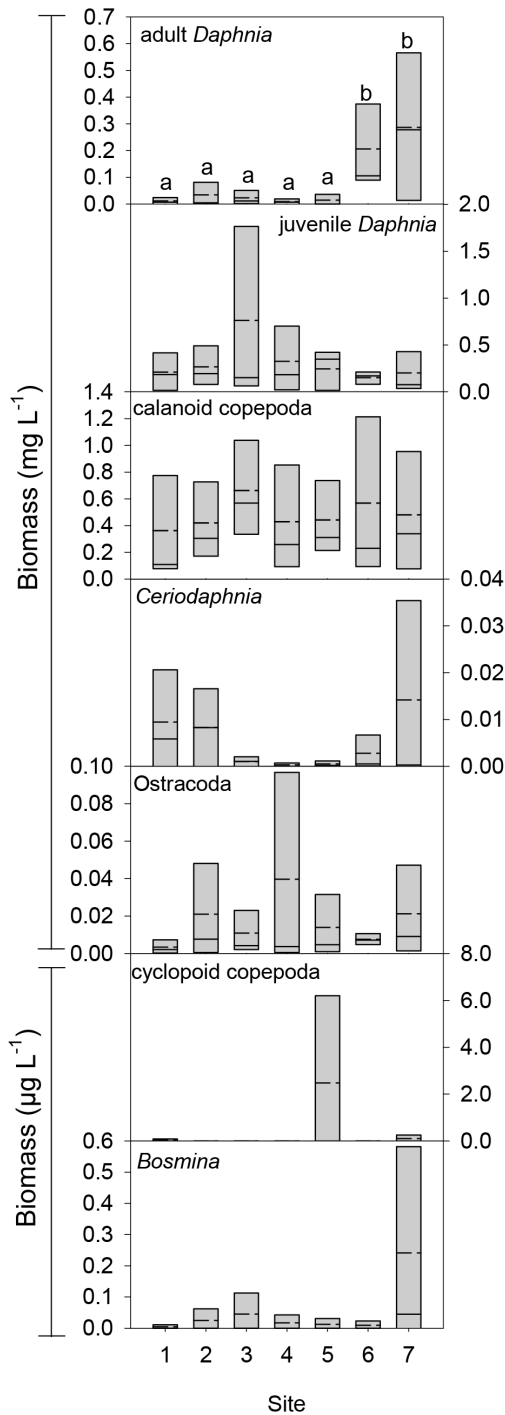 0.7
0.6
0.5
0.4
0.3
0.2
0.1
0.0
adult Daphnia
a
a
a
a
a
b
b
2.0
1.5
1.0
0.5
0.0
juvenile Daphnia
1.4
1.2
1.0
0.8
0.6
0.4
0.2
0.0
calanoid copepoda
Biomass (mg L⁻¹)
0.04
0.03
0.02
0.01
0.00
Ceriodaphnia
0.10
0.08
0.06
0.04
0.02
0.00
Ostracoda
8.0
6.0
4.0
2.0
0.0
cyclopoid copepoda
Biomass (µg L⁻¹)
0.6
0.5
0.4
0.3
0.2
0.1
0.0
Bosmina
1 2 3 4 5 6 7
Site